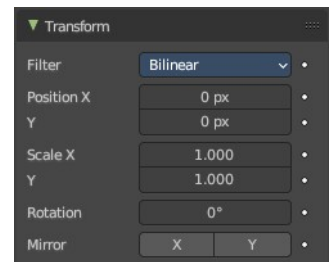 Transform
Filter Bilinear
Position X 0 px
Y 0 px
Scale X 1.000
Y 1.000
Rotation 0°
Mirror X Y